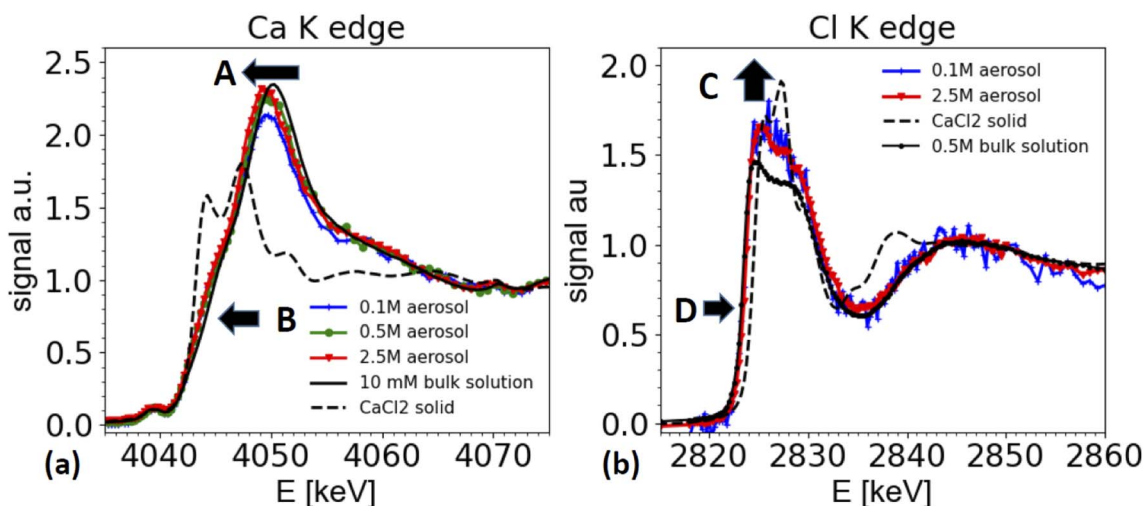 Ca K edge
A
B
2.5
2.0
1.5
1.0
0.5
0.0
signal a.u.
0.1M aerosol
0.5M aerosol
2.5M aerosol
10 mM bulk solution
CaCl2 solid
4040 4050 4060 4070
E [keV]
(a)
Cl K edge
C
D
2.0
1.5
1.0
0.5
0.0
signal au
0.1M aerosol
2.5M aerosol
CaCl2 solid
0.5M bulk solution
2820 2830 2840 2850 2860
E [keV]
(b)